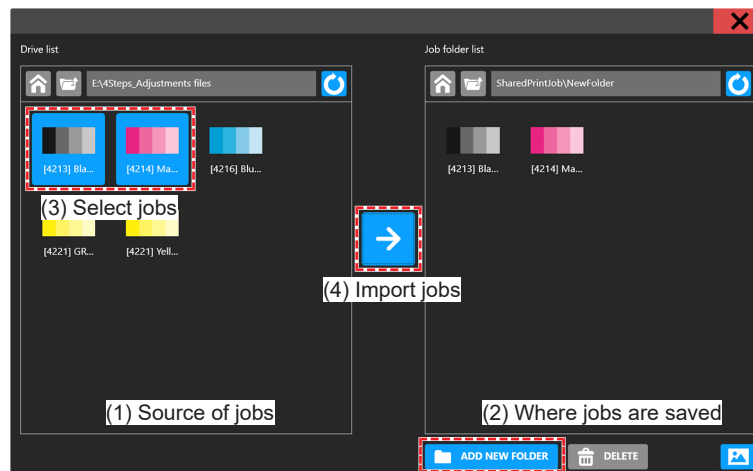 Drive list
Job folder list
E:\4Steps_Adjustments files
SharedPrintJob\NewFolder
[4213] Bla...
[4214] Ma...
[4216] Blu...
[4213] Bla...
[4214] Ma...
(3) Select jobs
[4221] GR...
[4221] Yell...
(4) Import jobs
(1) Source of jobs
(2) Where jobs are saved
ADD NEW FOLDER
DELETE